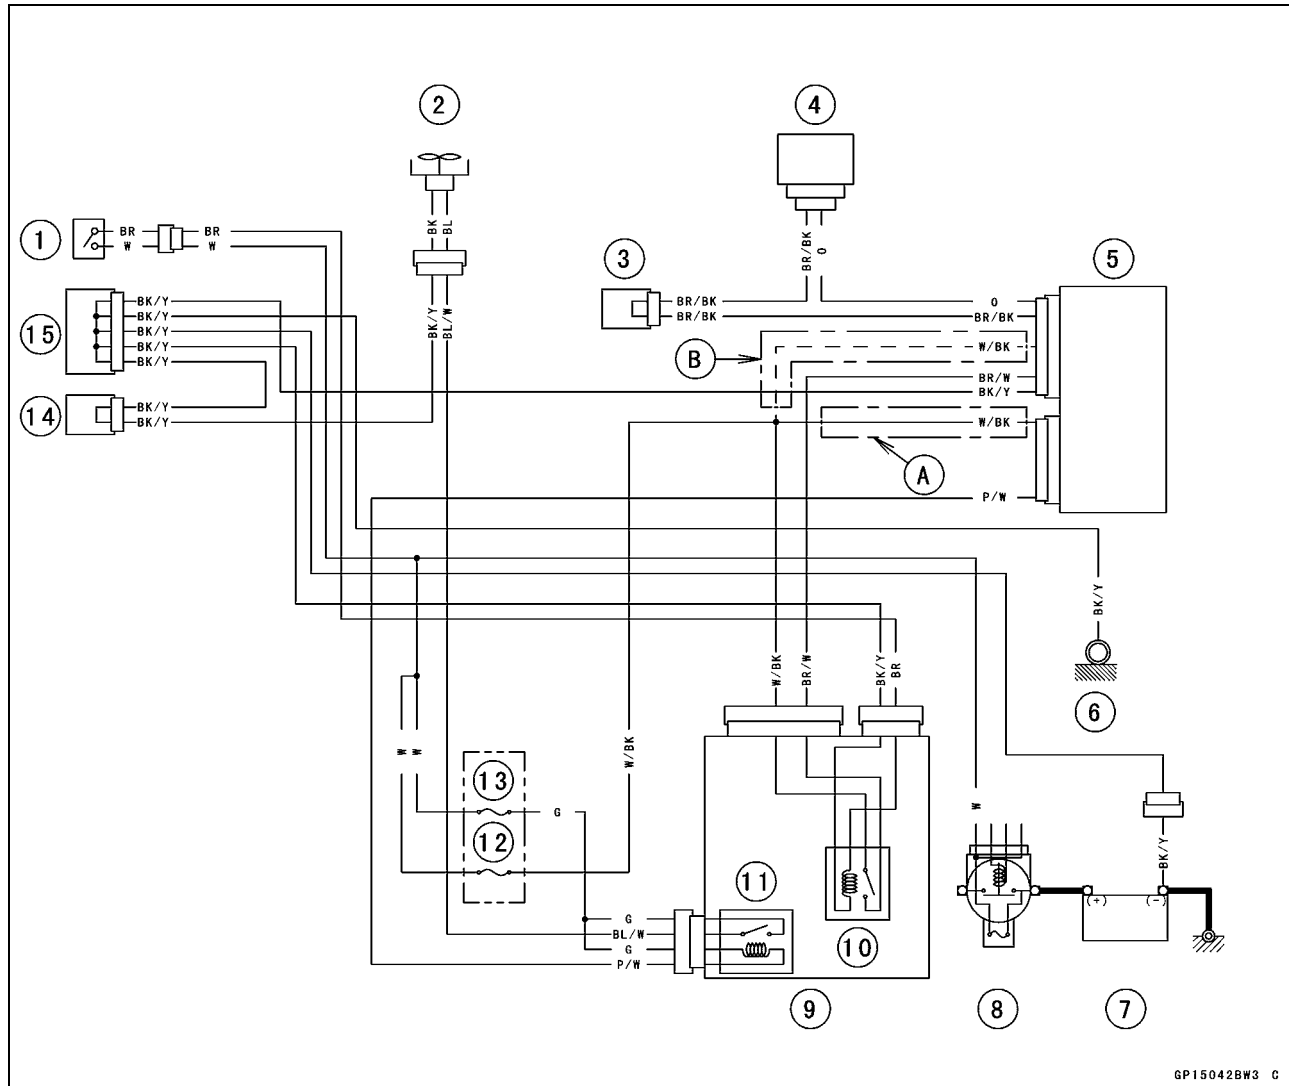 2
4
1
BR
BR
W
W
BK
BL
BR/BK
O
3
5
15
BK/Y
BK/Y
BK/Y
BK/Y
BK/Y
BK/Y
BL/W
BR/BK
BR/BK
O
BR/BK
B
W/BK
BR/W
BK/Y
14
BK/Y
BK/Y
W/BK
A
P/W
BK/Y
W/BK
BR/W
BK/Y
BR
6
W
W
W/BK
13
G
12
W
BK/Y
11
(+)
(-)
G
BL/W
G
P/W
10
9
8
7
GP15042BW3 C